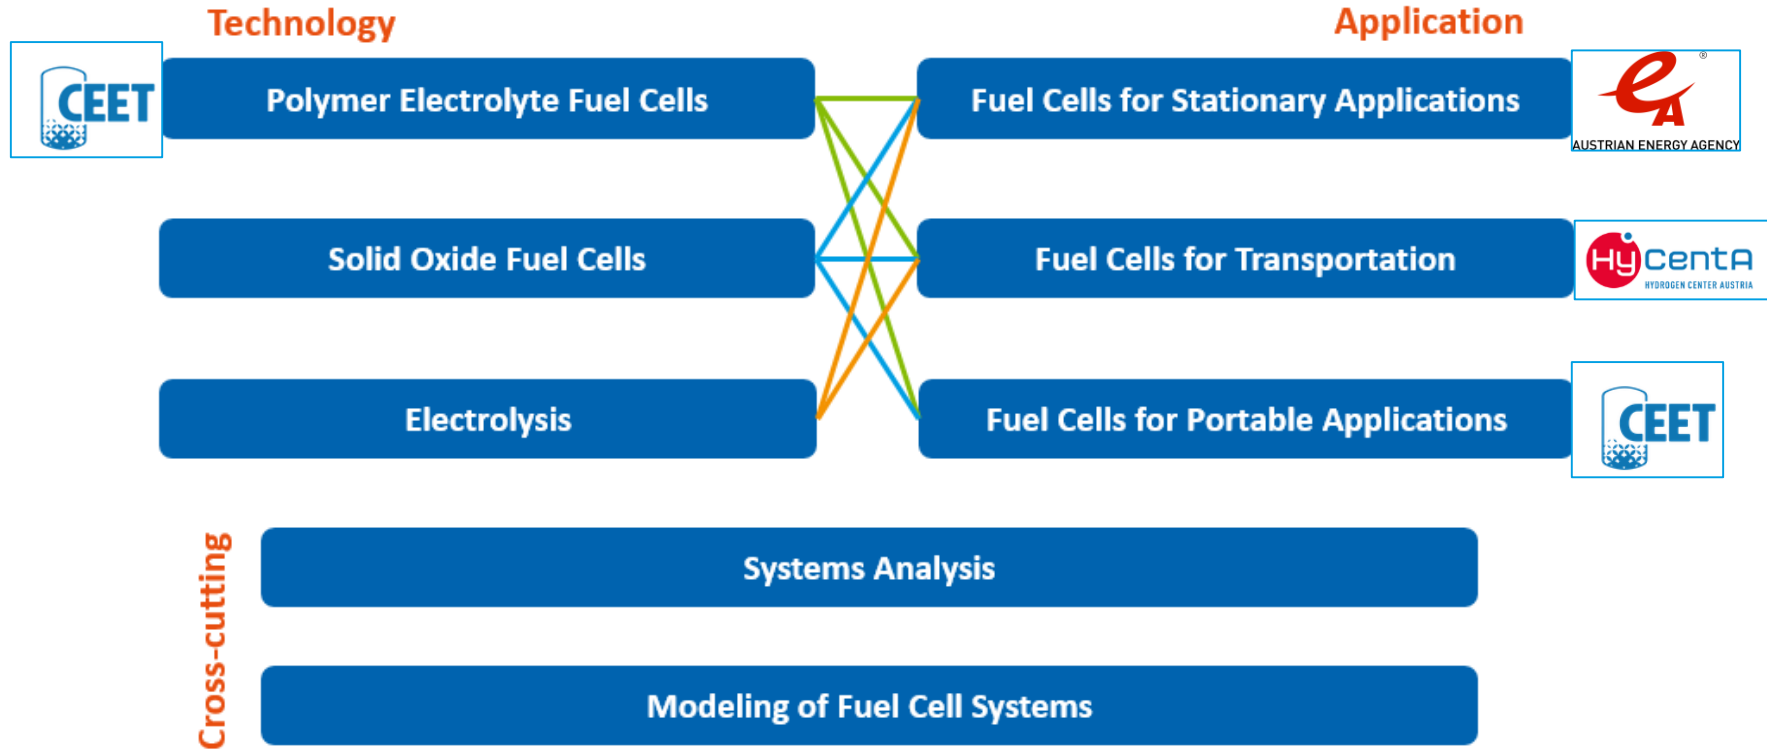 Technology
Application
CEET
Polymer Electrolyte Fuel Cells
Fuel Cells for Stationary Applications
eA ®
AUSTRIAN ENERGY AGENCY
Solid Oxide Fuel Cells
Fuel Cells for Transportation
HyCentA
HYDROGEN CENTER AUSTRIA
Electrolysis
Fuel Cells for Portable Applications
CEET
Cross-cutting
Systems Analysis
Modeling of Fuel Cell Systems